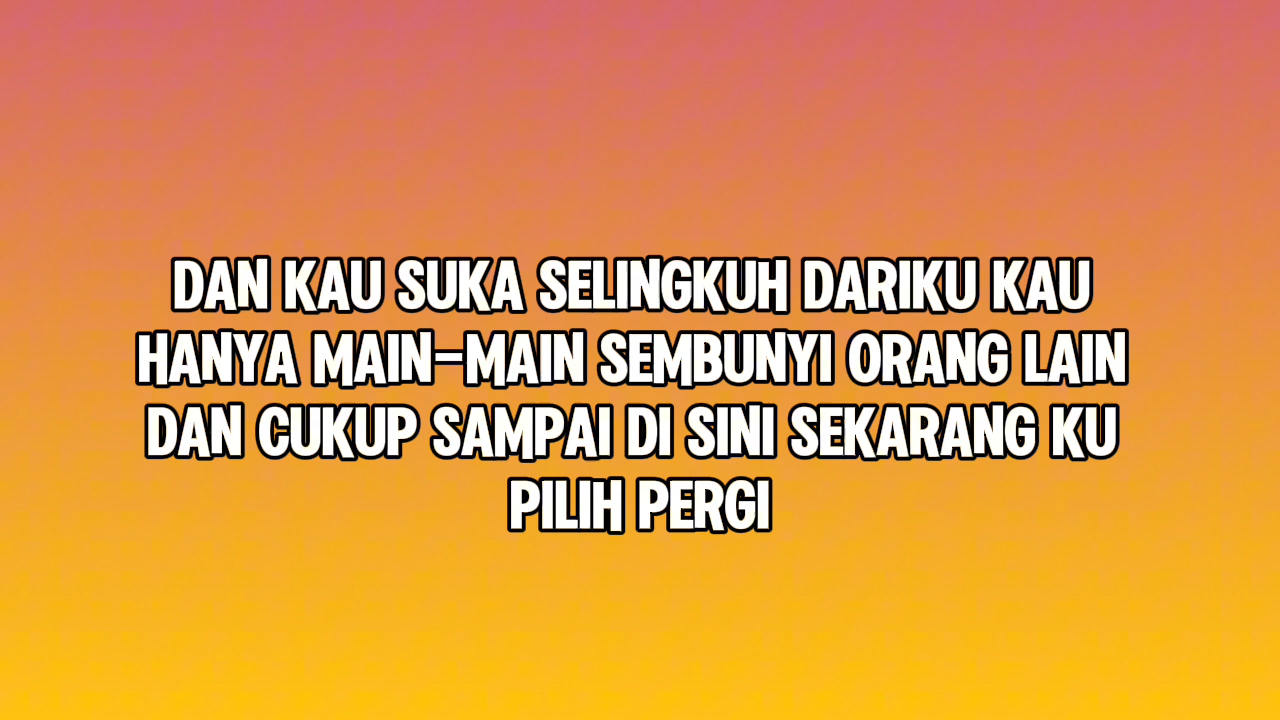 DAN KAU SUKA SELINGKUH DARIKU KAU
HANYA MAIN-MAIN SEMBUNYI ORANG LAIN
DAN CUKUP SAMPAI DI SINI SEKARANG KU
PILIH PERGI